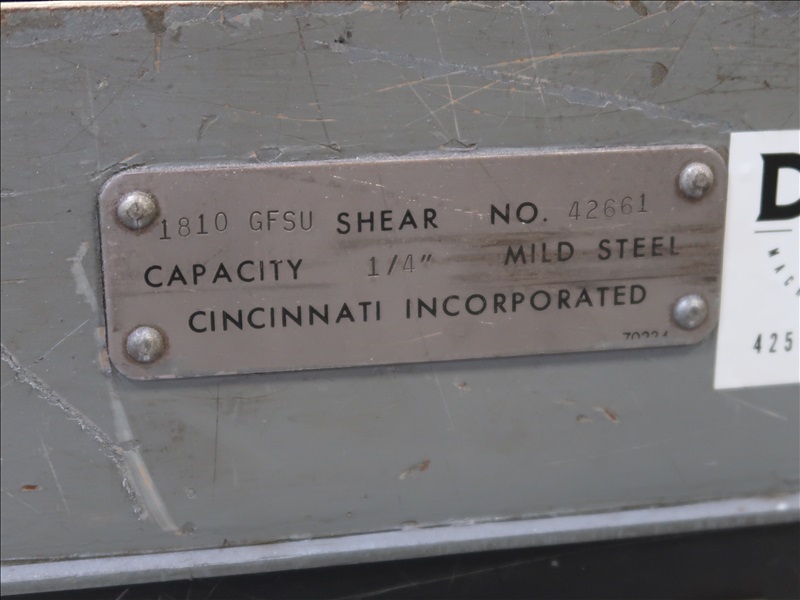 1810 GFSU SHEAR NO. 42661
CAPACITY 1/4" MILD STEEL
CINCINNATI INCORPORATED
D
425